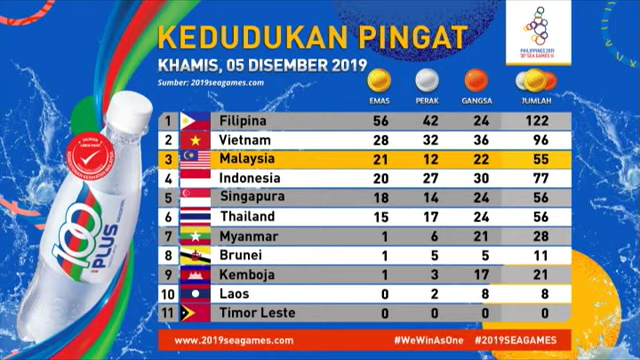 KEDUDUKAN PINGAT
KHAMIS, 05 DISEMBER 2019
Sumber: 2019seagames.com
PHILIPPINES 2019
30TH SEA GAMES
EMAS PERAK GANGSA JUMLAH
1 Filipina 56 42 24 122
2 Vietnam 28 32 36 96
3 Malaysia 21 12 22 55
4 Indonesia 20 27 30 77
5 Singapura 18 14 24 56
6 Thailand 15 17 24 56
7 Myanmar 1 6 21 28
8 Brunei 1 5 5 11
9 Kemboja 1 3 17 21
10 Laos 0 2 8 8
11 Timor Leste 0 0 0 0
100
PLUS
www.2019seagames.com #WeWinAsOne #2019SEAGAMES